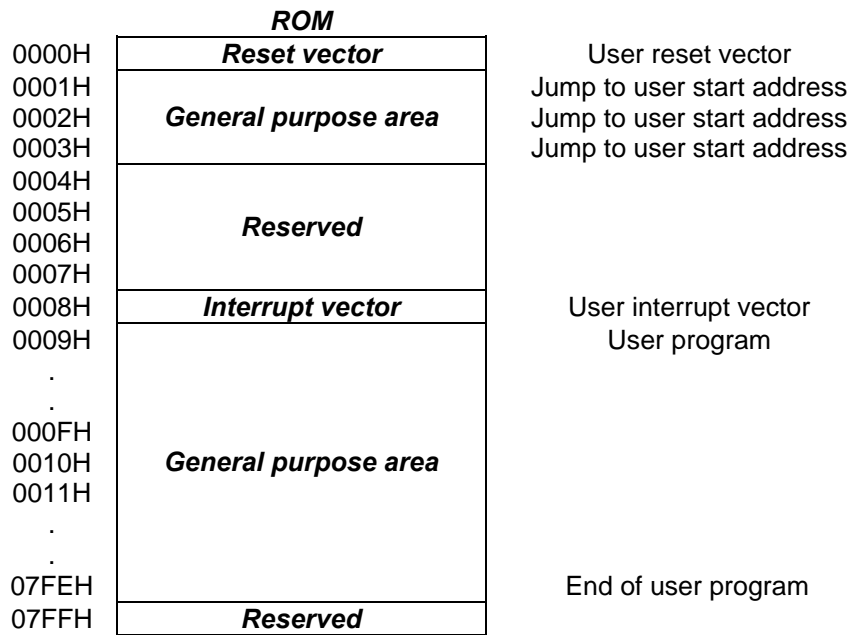 ROM
0000H Reset vector User reset vector
0001H Jump to user start address
0002H General purpose area Jump to user start address
0003H Jump to user start address
0004H
0005H
Reserved
0006H
0007H
0008H Interrupt vector User interrupt vector
0009H User program
.
.
000FH
0010H General purpose area
0011H
.
.
07FEH End of user program
07FFH Reserved